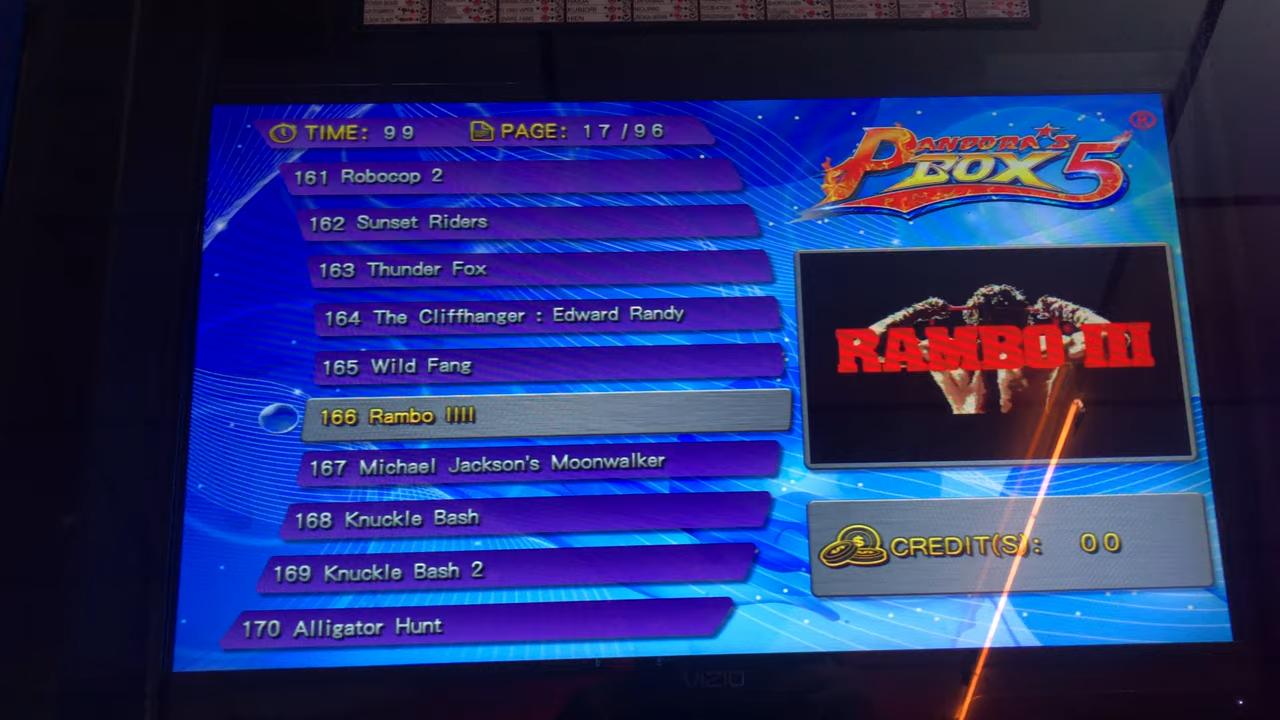 TIME: 99
PAGE: 17/96
161 Robocop 2
162 Sunset Riders
163 Thunder Fox
164 The Cliffhanger : Edward Randy
165 Wild Fang
166 Rambo IIII
167 Michael Jackson's Moonwalker
168 Knuckle Bash
169 Knuckle Bash 2
170 Alligator Hunt
PANDORA'S
BOX 5
®
RAMBO III
CREDIT(S): 00
VIZIO